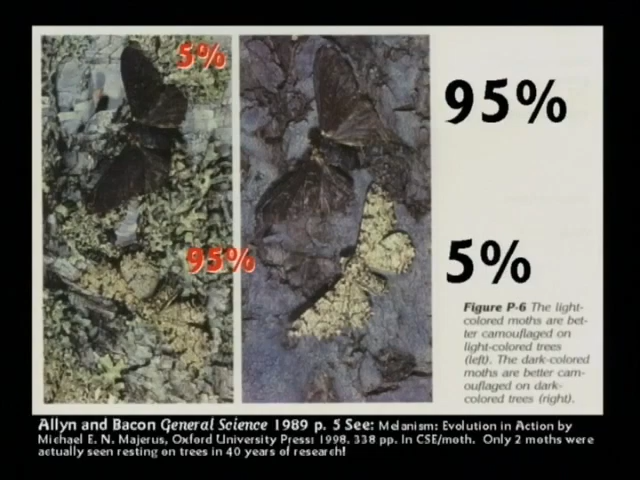 5%
95%
95%
5%
Figure P-6 The light-
colored moths are bet-
ter camouflaged on
light-colored trees
(left). The dark-colored
moths are better cam-
ouflaged on dark-
colored trees (right).
Allyn and Bacon General Science 1989 p. 5 See: Melanism: Evolution in Action by
Michael E. N. Majerus, Oxford University Press: 1998. 338 pp. In CSE/moth. Only 2 moths were
actually seen resting on trees in 40 years of research!